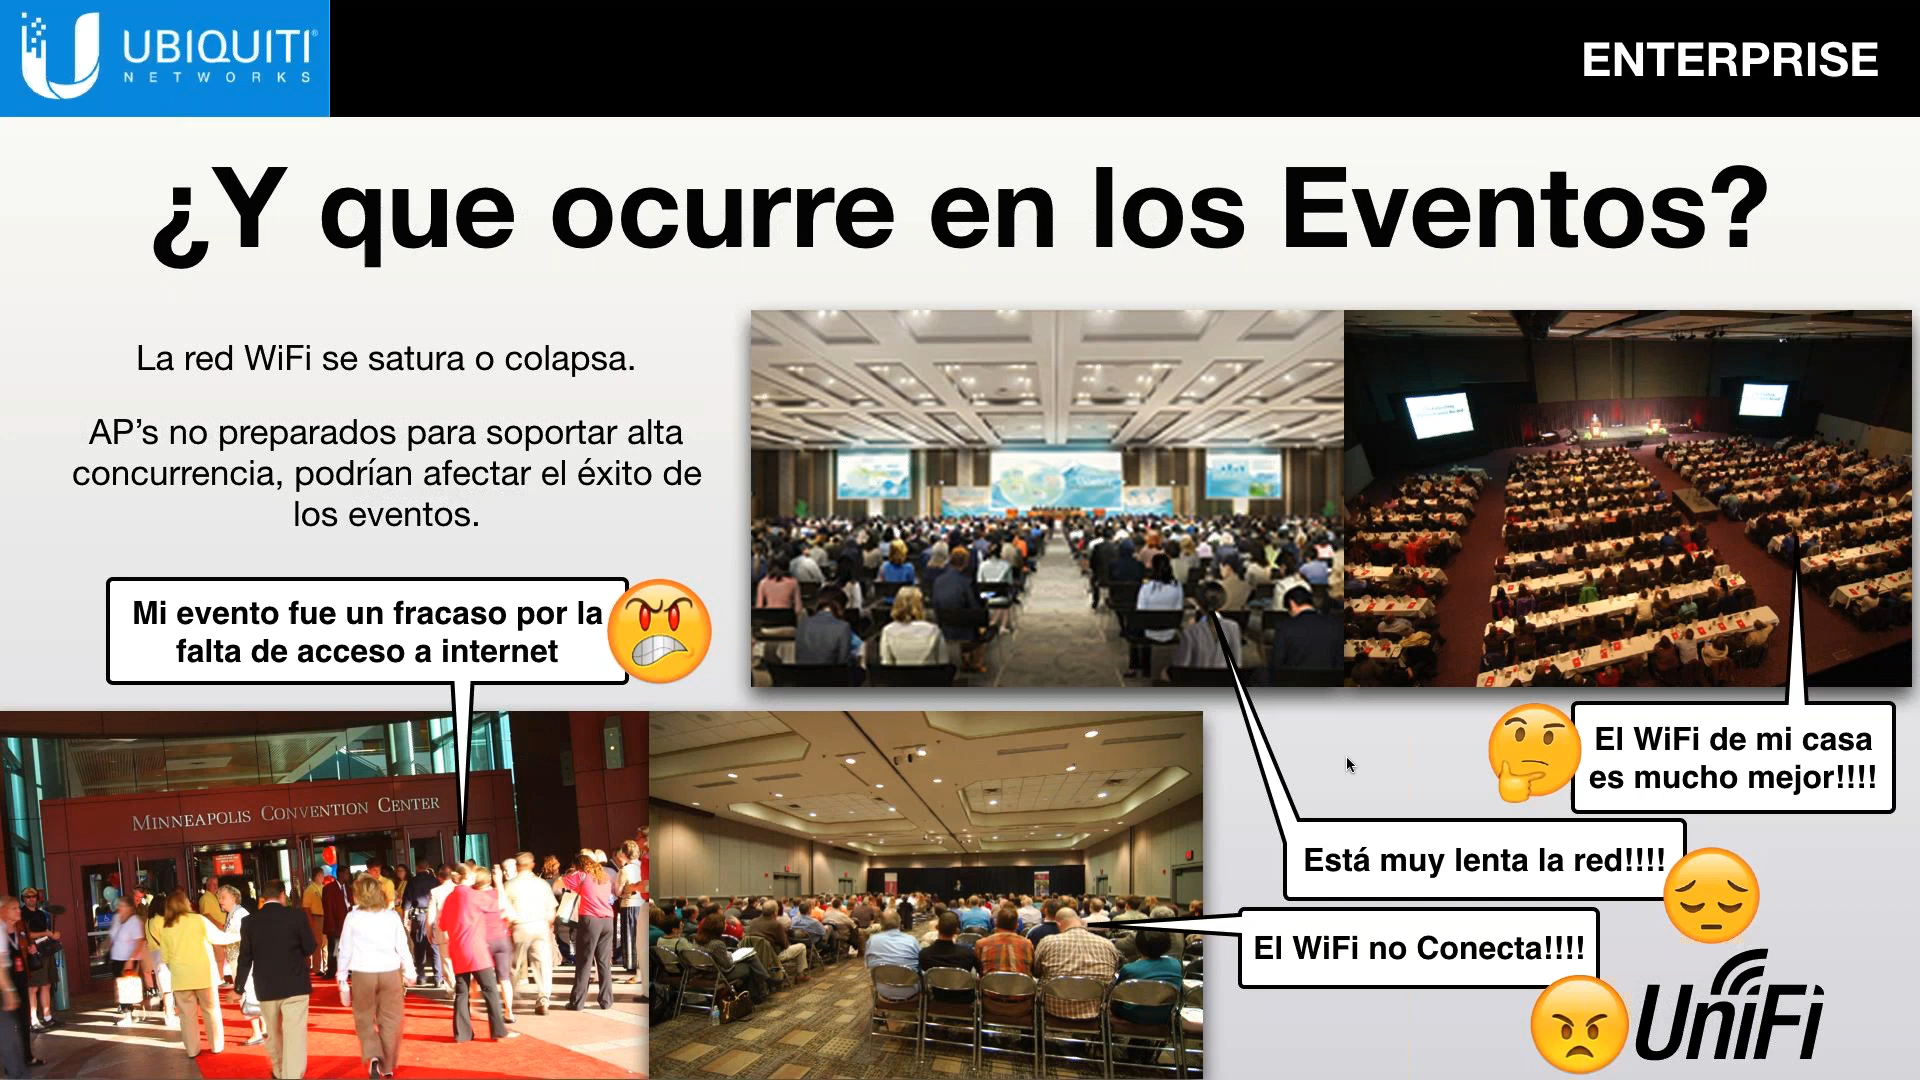 UBIQUITI
NETWORKS
ENTERPRISE
¿Y que ocurre en los Eventos?
La red WiFi se satura o colapsa.
AP’s no preparados para soportar alta
concurrencia, podrían afectar el éxito de
los eventos.
Mi evento fue un fracaso por la
falta de acceso a internet
MINNEAPOLIS CONVENTION CENTER
El WiFi de mi casa
es mucho mejor!!!!
Está muy lenta la red!!!!
El WiFi no Conecta!!!!
UniFi